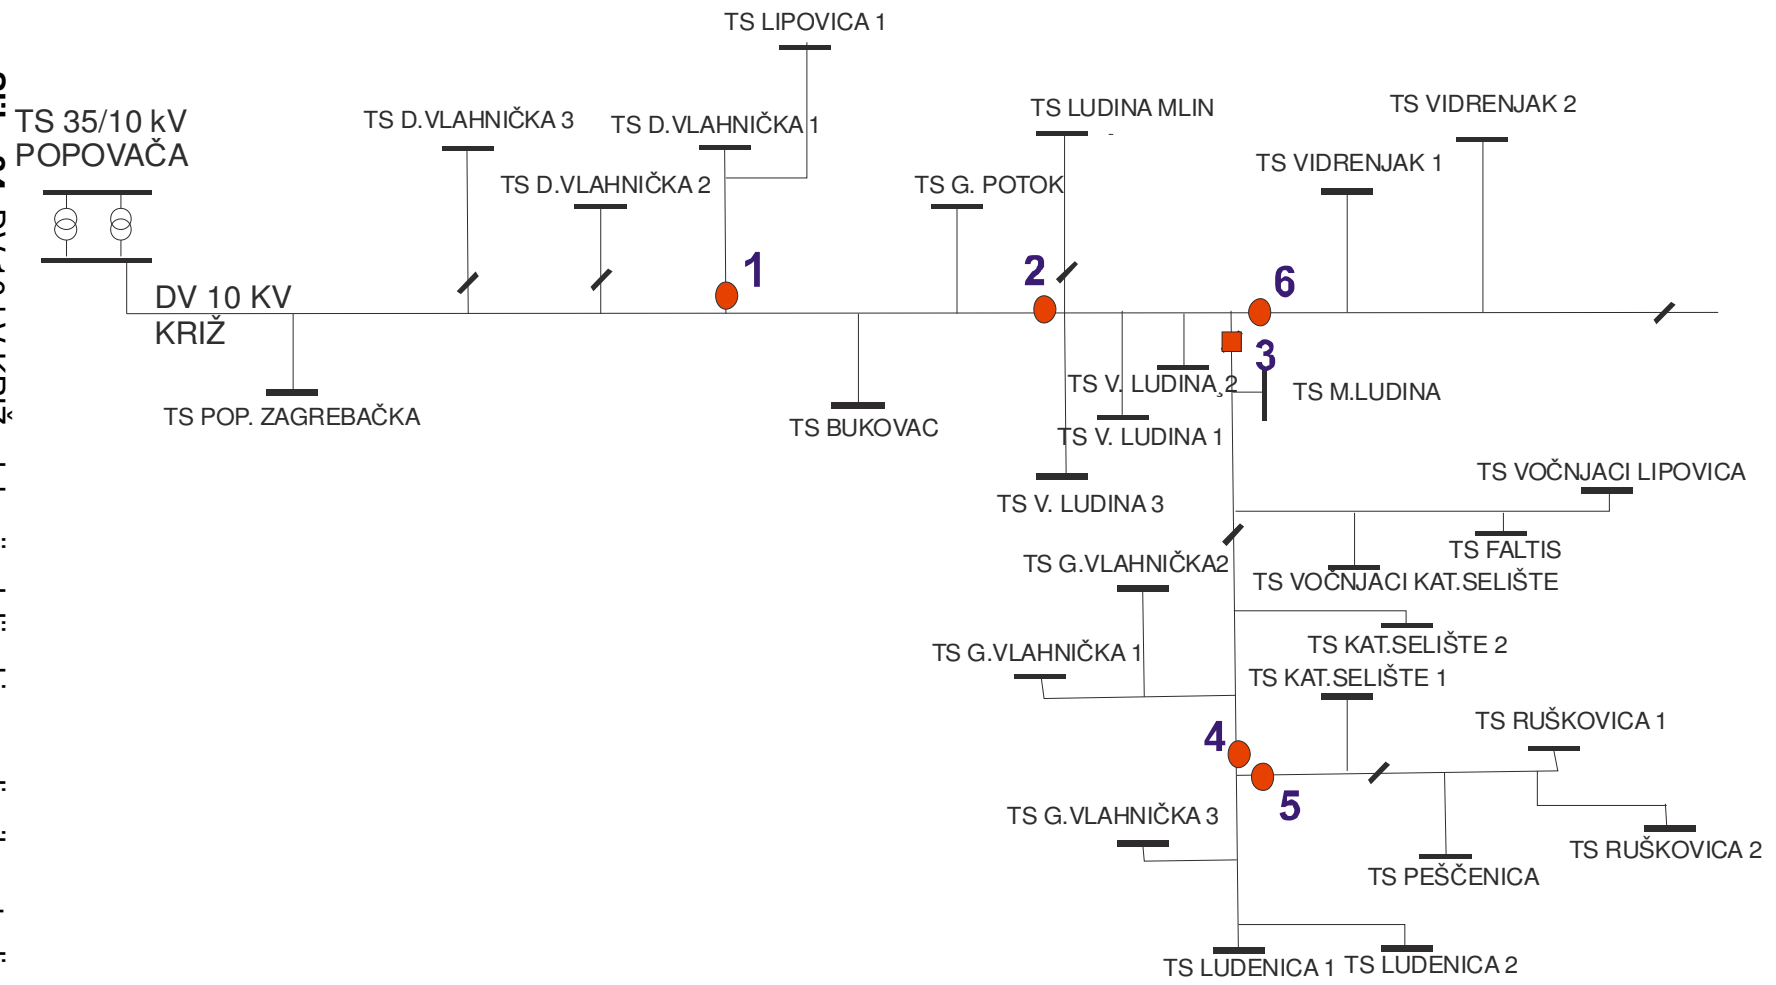 TS LIPOVICA 1
TS 35/10 kV
POPOVAČA
TS D.VLAHNIČKA 3
TS D.VLAHNIČKA 1
TS LUDINA MLIN
TS VIDRENJAK 2
TS D.VLAHNIČKA 2
TS G. POTOK
TS VIDRENJAK 1
1
2
6
DV 10 KV
KRIŽ
3
TS POP. ZAGREBAČKA
TS BUKOVAC
TS V. LUDINA 2
TS M.LUDINA
TS V. LUDINA 1
TS V. LUDINA 3
TS VOČNJACI LIPOVICA
TS FALTIS
TS G.VLAHNIČKA2
TS VOČNJACI KAT.SELIŠTE
TS G.VLAHNIČKA 1
TS KAT.SELIŠTE 2
TS KAT.SELIŠTE 1
4
TS RUŠKOVICA 1
5
TS G.VLAHNIČKA 3
TS RUŠKOVICA 2
TS PEŠČENICA
TS LUDENICA 1
TS LUDENICA 2